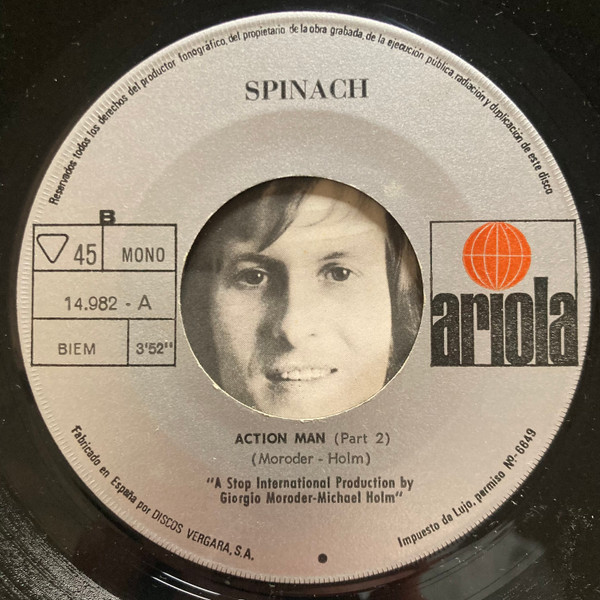 Reservados todos los derechos del productor fonográfico, del propietario de la obra grabada, de la ejecución pública, radiación y duplicación de este disco
SPINACH
B
45
MONO
14.982 - A
BIEM
3'52"
ariola
ACTION MAN (Part 2)
(Moroder - Holm)
"A Stop International Production by
Giorgio Moroder-Michael Holm"
Fabricado en España por DISCOS VERGARA, S.A.
Impuesto de Lujo, permiso Nº-6649